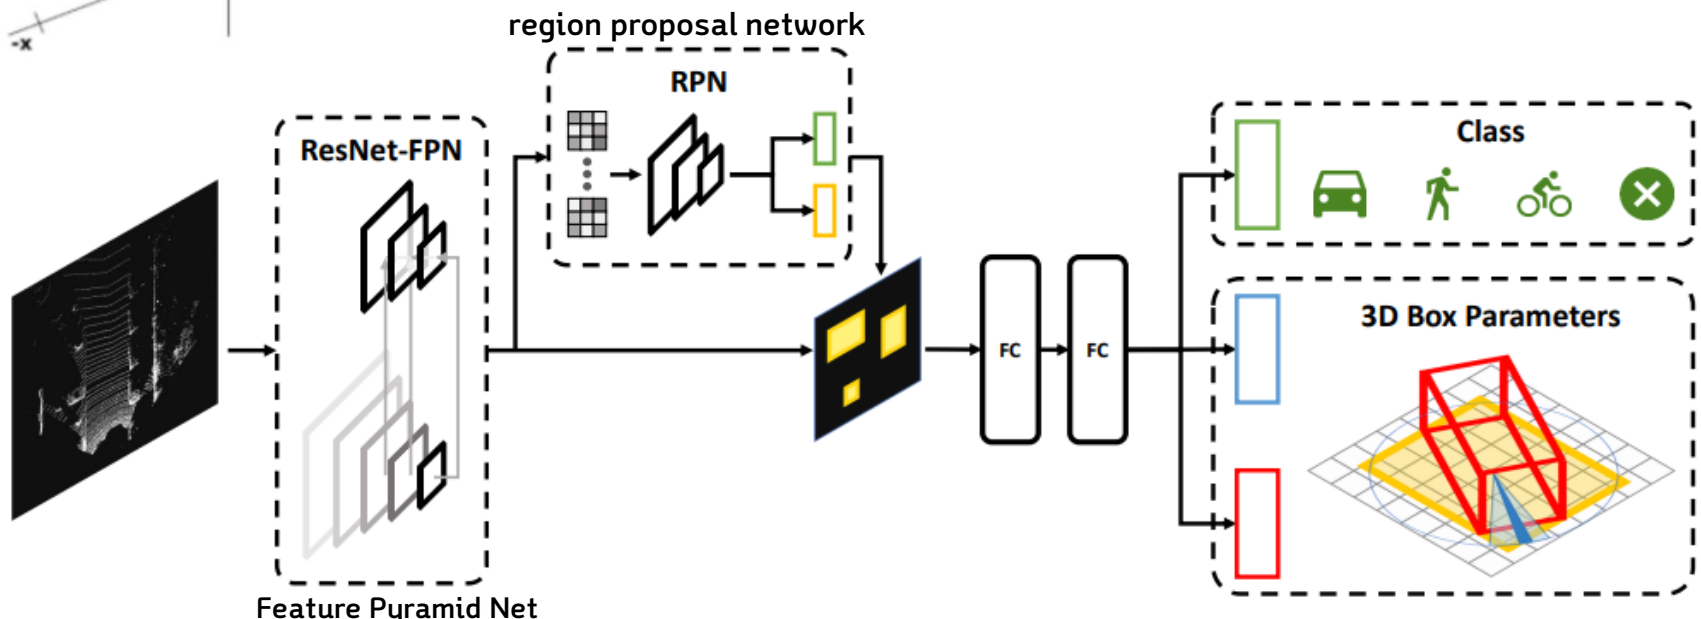 -x
region proposal network
RPN
ResNet-FPN
Class
3D Box Parameters
FC
FC
Feature Pyramid Net